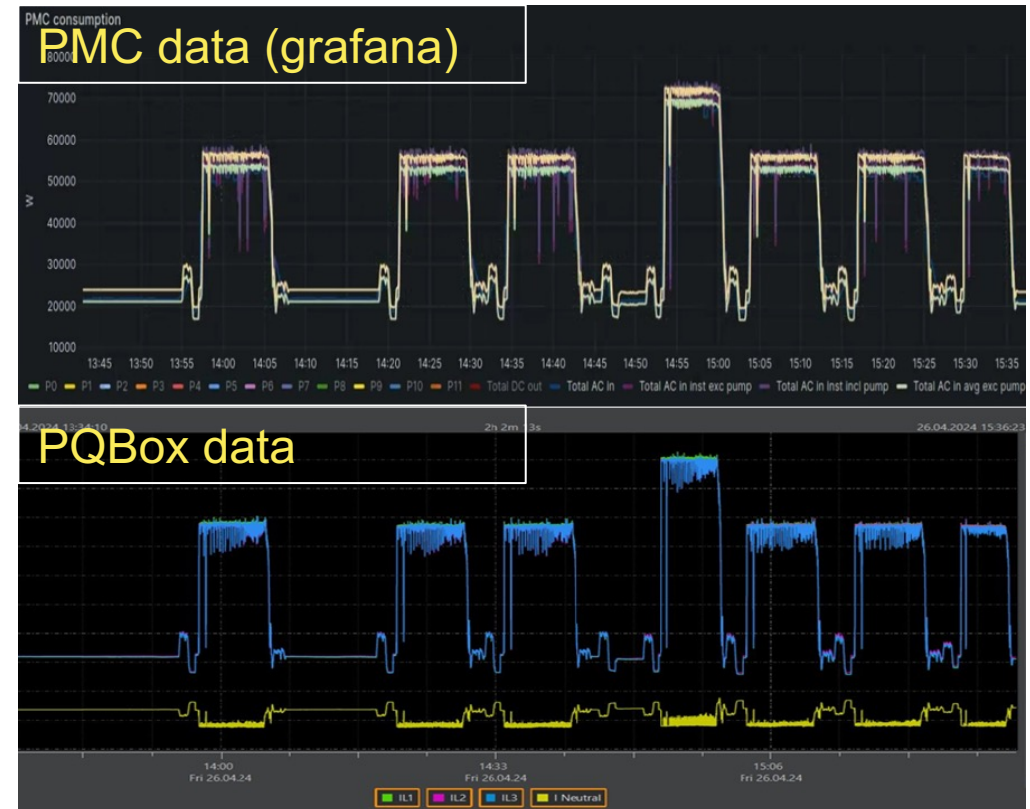 PMC consumption
PMC data (grafana)
80000
70000
60000
50000
40000
30000
20000
10000
W
13:45 13:50 13:55 14:00 14:05 14:10 14:15 14:20 14:25 14:30 14:35 14:40 14:45 14:50 14:55 15:00 15:05 15:10 15:15 15:20 15:25 15:30 15:35
P0 P1 P2 P3 P4 P5 P6 P7 P8 P9 P10 P11 Total DC out Total AC in Total AC in inst exc pump Total AC in inst incl pump Total AC in avg exc pump
04.2024 13:34:10 2h 2m 13s 26.04.2024 15:36:23
PQBox data
14:00 14:33 15:06
Fri 26.04.24 Fri 26.04.24 Fri 26.04.24
IL1 IL2 IL3 I Neutral